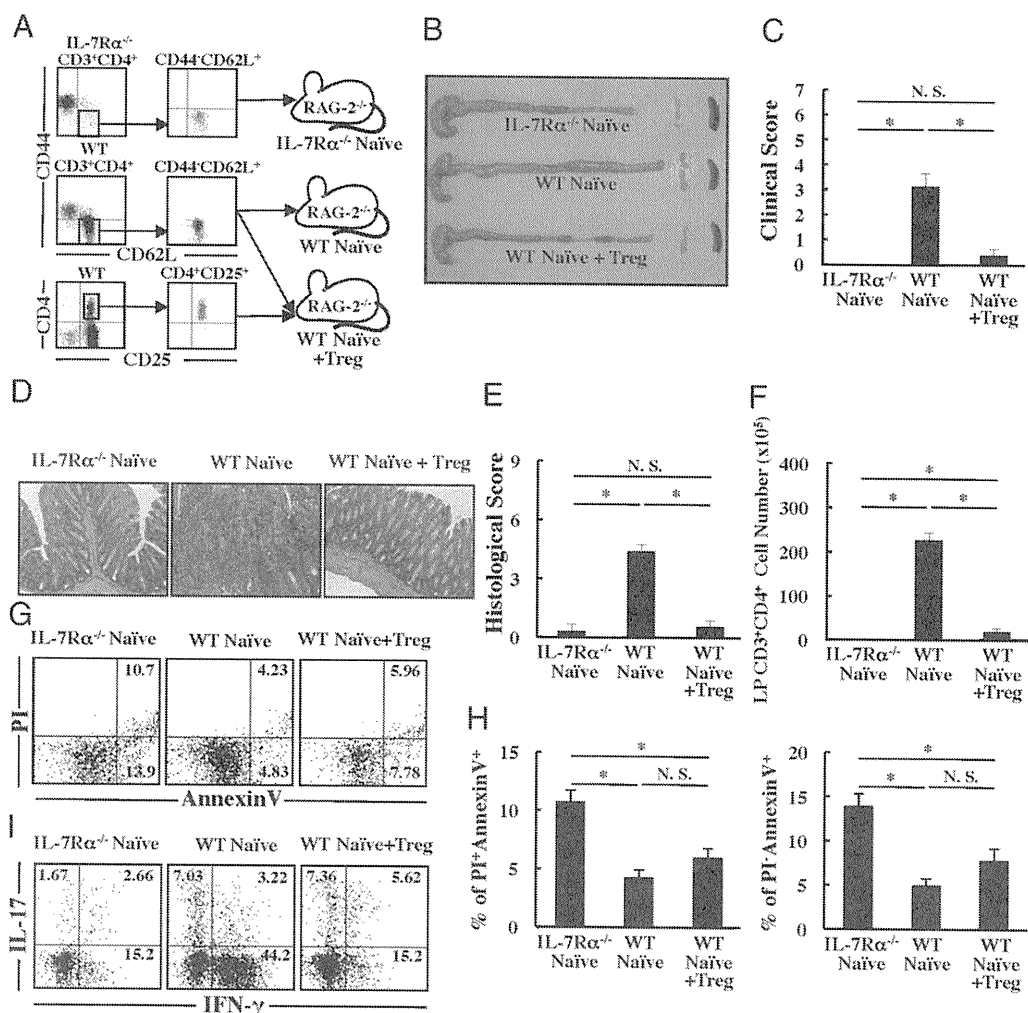 A
IL-7Rα-/-
CD3+CD4+
CD44-CD62L+
CD44
WT
RAG-2-/-
IL-7Rα-/- Naïve
CD3+CD4+
CD44-CD62L+
RAG-2-/-
WT Naïve
CD62L
WT
CD4+CD25+
CD4
RAG-2-/-
WT Naïve
+Treg
CD25
B
IL-7Rα-/- Naïve
WT Naïve
WT Naïve + Treg
C
Clinical Score
7
6
5
4
3
2
1
0
N. S.
* *
IL-7Rα-/- Naïve
WT Naïve
WT Naïve +Treg
D
IL-7Rα-/- Naïve
WT Naïve
WT Naïve + Treg
E
Histological Score
9
6
3
0
N. S.
* *
IL-7Rα-/- Naïve
WT Naïve
WT Naïve +Treg
F
LP CD3+CD4+ Cell Number (x10⁵)
400
300
200
100
0
*
* *
IL-7Rα-/- Naïve
WT Naïve
WT Naïve +Treg
G
IL-7Rα-/- Naïve
WT Naïve
WT Naïve+Treg
PI
10.7
13.9
4.23
4.83
5.96
7.78
AnnexinV
H
% of PI+AnnexinV+
15
10
5
0
*
* N. S.
IL-7Rα-/- Naïve
WT Naïve
WT Naïve +Treg
% of PI-AnnexinV+
20
15
10
5
0
*
* N. S.
IL-7Rα-/- Naïve
WT Naïve
WT Naïve +Treg
I
IL-7Rα-/- Naïve
WT Naïve
WT Naïve+Treg
IL-17
1.67 2.66
15.2
7.03 3.22
44.2
7.36 5.62
15.2
IFN-γ